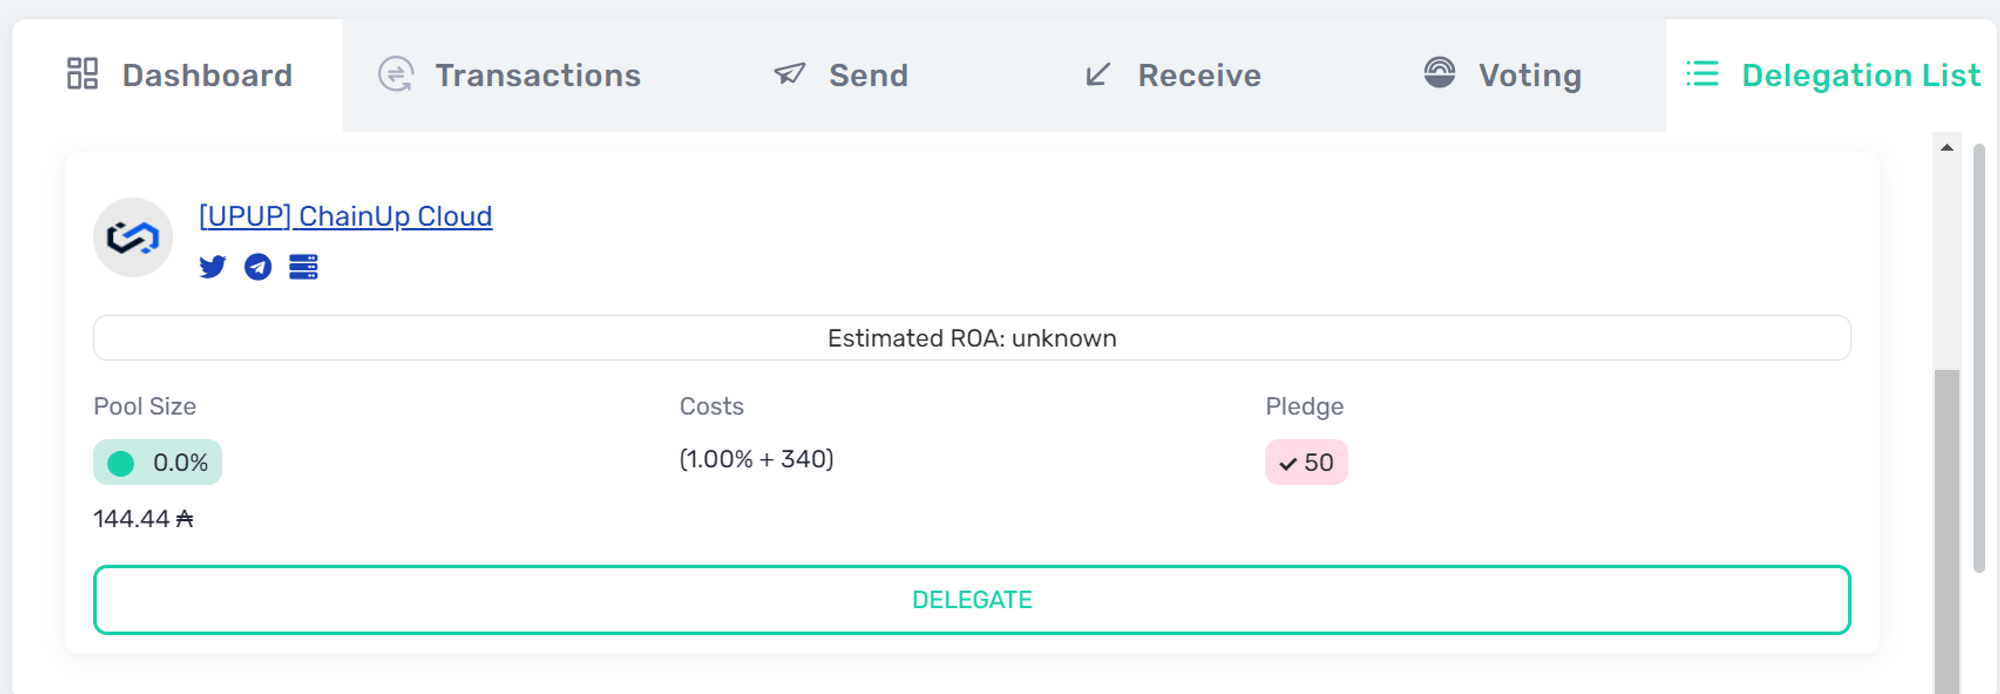 Dashboard
Transactions
Send
Receive
Voting
Delegation List
[UPUP] ChainUp Cloud
Estimated ROA: unknown
Pool Size
Costs
Pledge
0.0%
(1.00% + 340)
50
144.44 ₳
DELEGATE